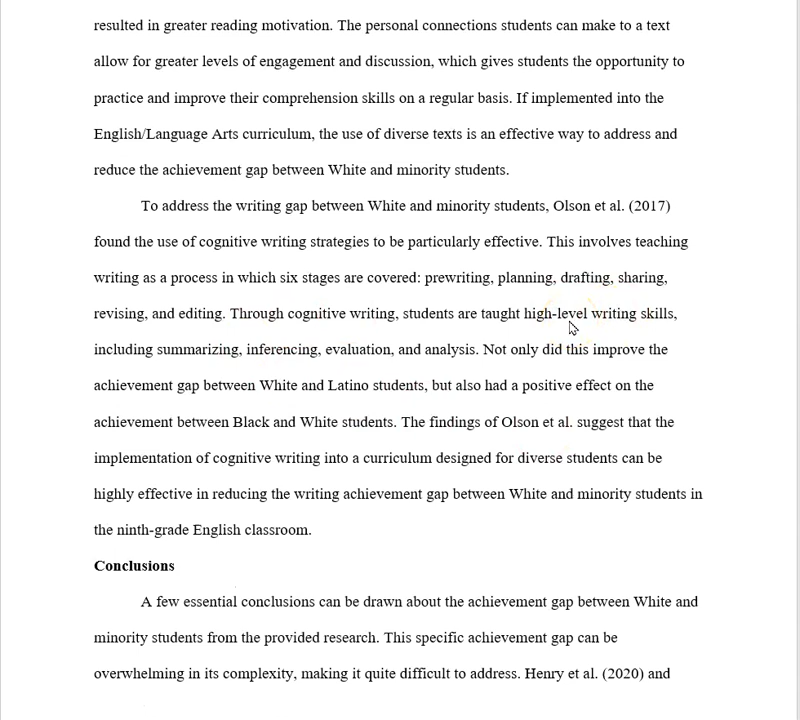 resulted in greater reading motivation. The personal connections students can make to a text
allow for greater levels of engagement and discussion, which gives students the opportunity to
practice and improve their comprehension skills on a regular basis. If implemented into the
English/Language Arts curriculum, the use of diverse texts is an effective way to address and
reduce the achievement gap between White and minority students.
To address the writing gap between White and minority students, Olson et al. (2017)
found the use of cognitive writing strategies to be particularly effective. This involves teaching
writing as a process in which six stages are covered: prewriting, planning, drafting, sharing,
revising, and editing. Through cognitive writing, students are taught high-level writing skills,
including summarizing, inferencing, evaluation, and analysis. Not only did this improve the
achievement gap between White and Latino students, but also had a positive effect on the
achievement between Black and White students. The findings of Olson et al. suggest that the
implementation of cognitive writing into a curriculum designed for diverse students can be
highly effective in reducing the writing achievement gap between White and minority students in
the ninth-grade English classroom.
Conclusions
A few essential conclusions can be drawn about the achievement gap between White and
minority students from the provided research. This specific achievement gap can be
overwhelming in its complexity, making it quite difficult to address. Henry et al. (2020) and